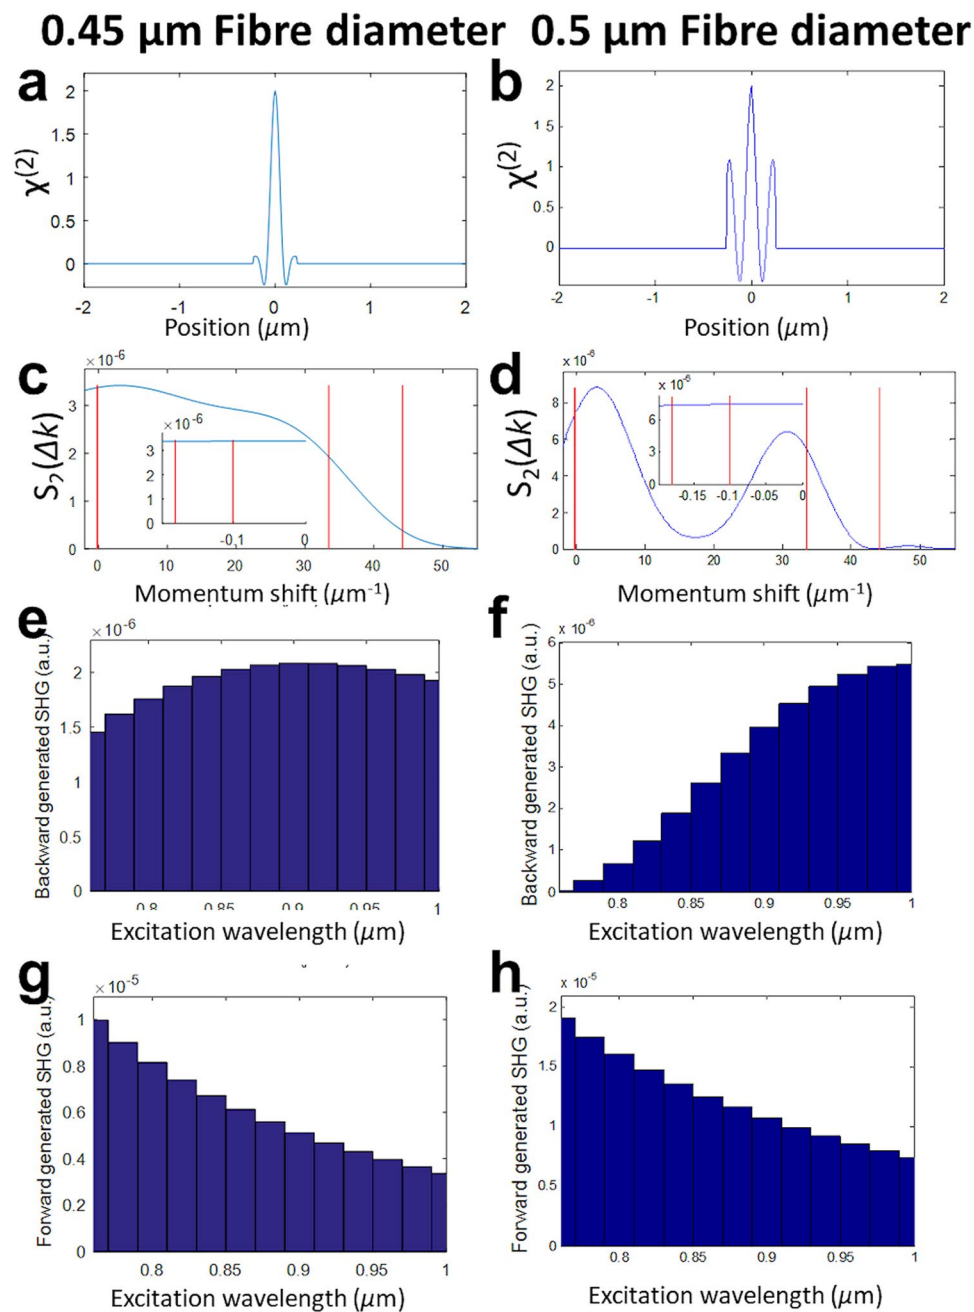 0.45 µm Fibre diameter 0.5 µm Fibre diameter
a
2
1.5
1
0.5
0
χ(2)
-2 -1 0 1 2
Position (µm)
b
2
1.5
1
0.5
0
χ(2)
-2 -1 0 1 2
Position (µm)
c
× 10-6
3
2
1
0
S2(Δk)
× 10-6
3
2
1
0
-0.1 0
0 10 20 30 40 50
Momentum shift (µm-1)
d
× 10-6
8
6
4
2
0
S2(Δk)
× 10-6
6
3
0
-0.15 -0.1 -0.05 0
0 10 20 30 40 50
Momentum shift (µm-1)
e
× 10-6
2
1.5
1
0.5
0
Backward generated SHG (a.u.)
0.8 0.85 0.9 0.95 1
Excitation wavelength (µm)
f
x 10-6
6
5
4
3
2
1
0
Backward generated SHG (a.u.)
0.8 0.85 0.9 0.95 1
Excitation wavelength (µm)
g
× 10-5
1
0.8
0.6
0.4
0.2
0
Forward generated SHG (a.u.)
0.8 0.85 0.9 0.95 1
Excitation wavelength (µm)
h
x 10-5
2
1.5
1
0.5
0
Forward generated SHG (a.u.)
0.8 0.85 0.9 0.95 1
Excitation wavelength (µm)